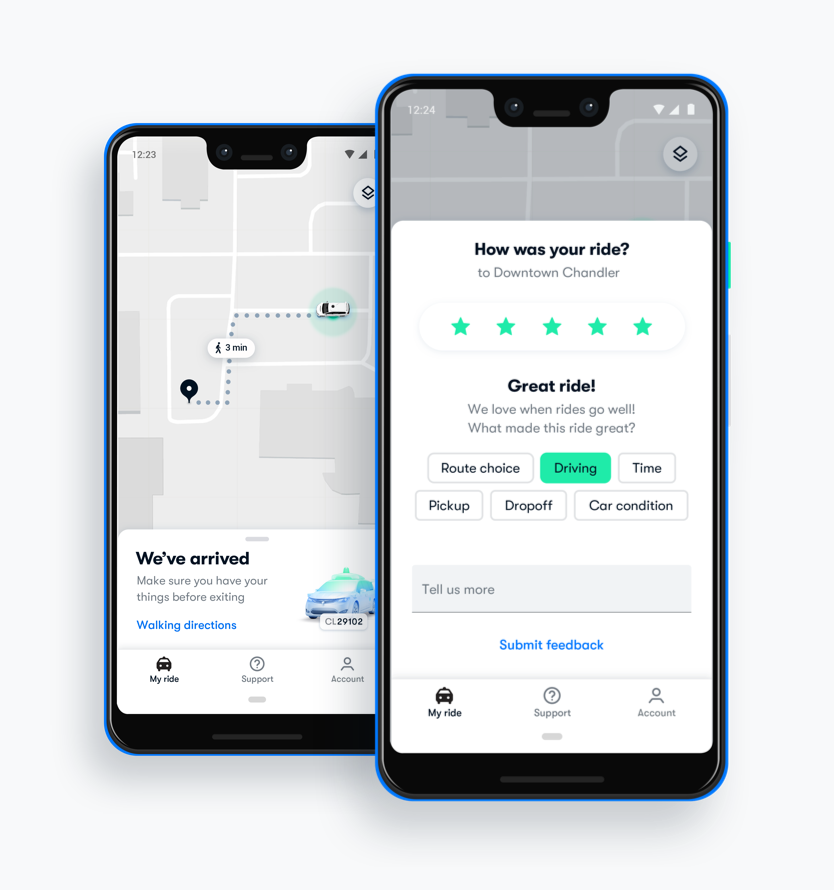 12:23
3 min
We've arrived
Make sure you have your
things before exiting
Walking directions
CL29102
My ride
Support
Account
12:24
How was your ride?
to Downtown Chandler
Great ride!
We love when rides go well!
What made this ride great?
Route choice
Driving
Time
Pickup
Dropoff
Car condition
Tell us more
Submit feedback
My ride
Support
Account